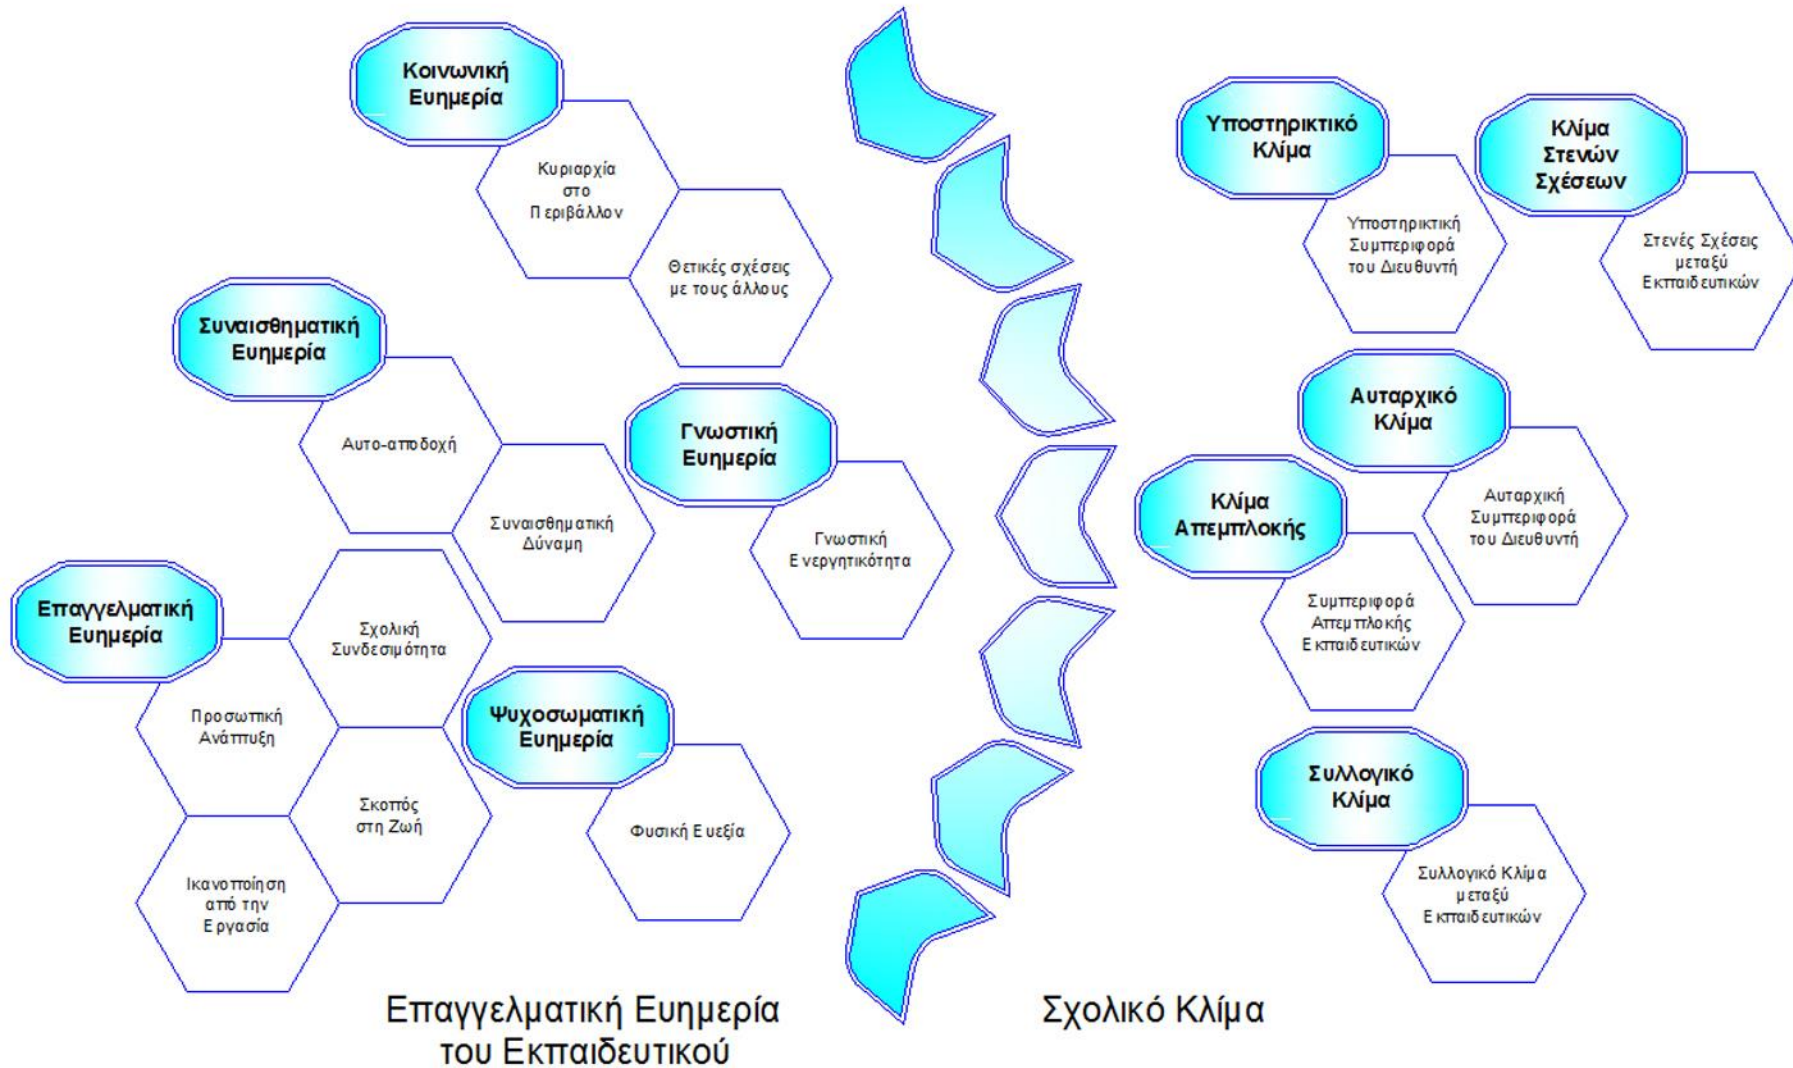 Κοινωνική
Ευημερία
Κυριαρχία
στο
Περιβάλλον
Θετικές σχέσεις
με τους άλλους
Συναισθηματική
Ευημερία
Αυτο-αποδοχή
Συναισθηματική
Δύναμη
Γνωστική
Ευημερία
Γνωστική
Ενεργητικότητα
Επαγγελματική
Ευημερία
Σχολική
Συνδεσιμότητα
Προσωπική
Ανάπτυξη
Σκοπός
στη Ζωή
Ικανοποίηση
από την
Εργασία
Ψυχοσωματική
Ευημερία
Φυσική Ευεξία
Επαγγελματική Ευημερία
του Εκπαιδευτικού
Υποστηρικτικό
Κλίμα
Υποστηρικτική
Συμπεριφορά
του Διευθυντή
Κλίμα
Στενών
Σχέσεων
Στενές Σχέσεις
μεταξύ
Εκπαιδευτικών
Αυταρχικό
Κλίμα
Αυταρχική
Συμπεριφορά
του Διευθυντή
Κλίμα
Απεμπλοκής
Συμπεριφορά
Απεμπλοκής
Εκπαιδευτικών
Συλλογικό
Κλίμα
Συλλογικό Κλίμα
μεταξύ
Εκπαιδευτικών
Σχολικό Κλίμα